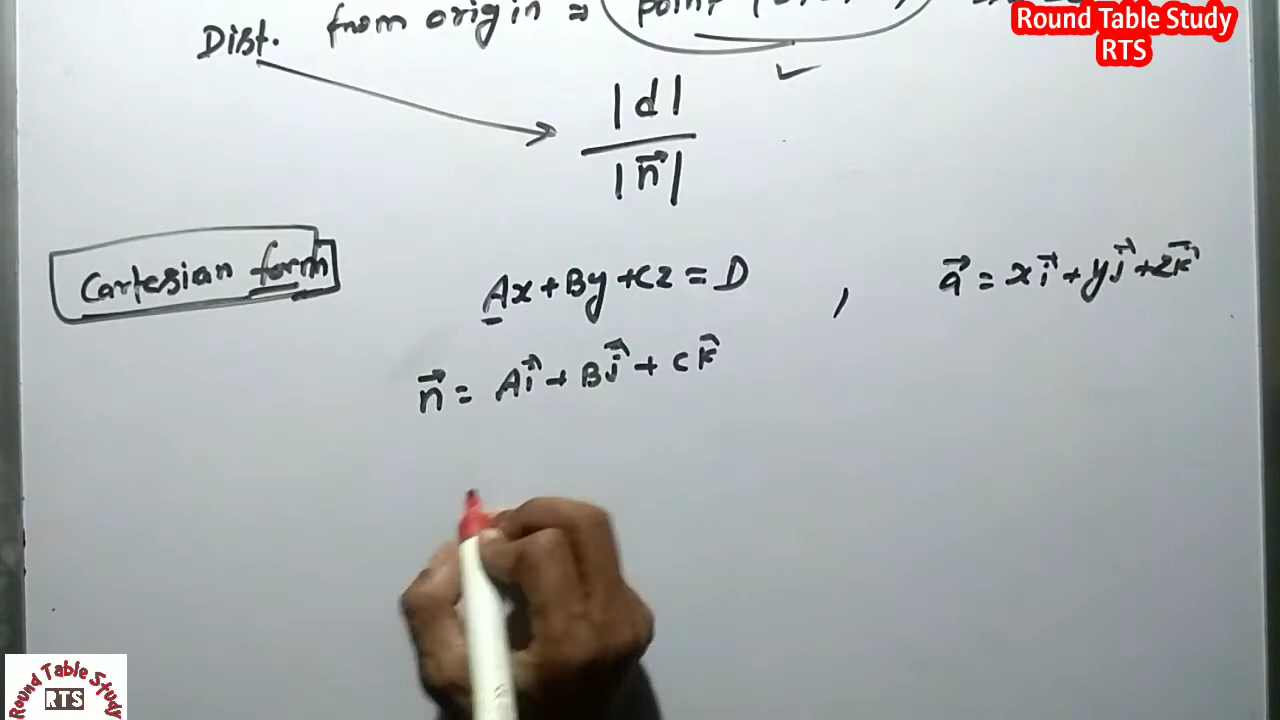 Dist. from origin = point
Round Table Study
RTS
|d|
|n⃗|
Cartesian form
Ax + By + Cz = D , a⃗ = xi⃗ + yj⃗ + zk⃗
n⃗ = Ai⃗ + Bj⃗ + Ck⃗
Round Table Study
RTS